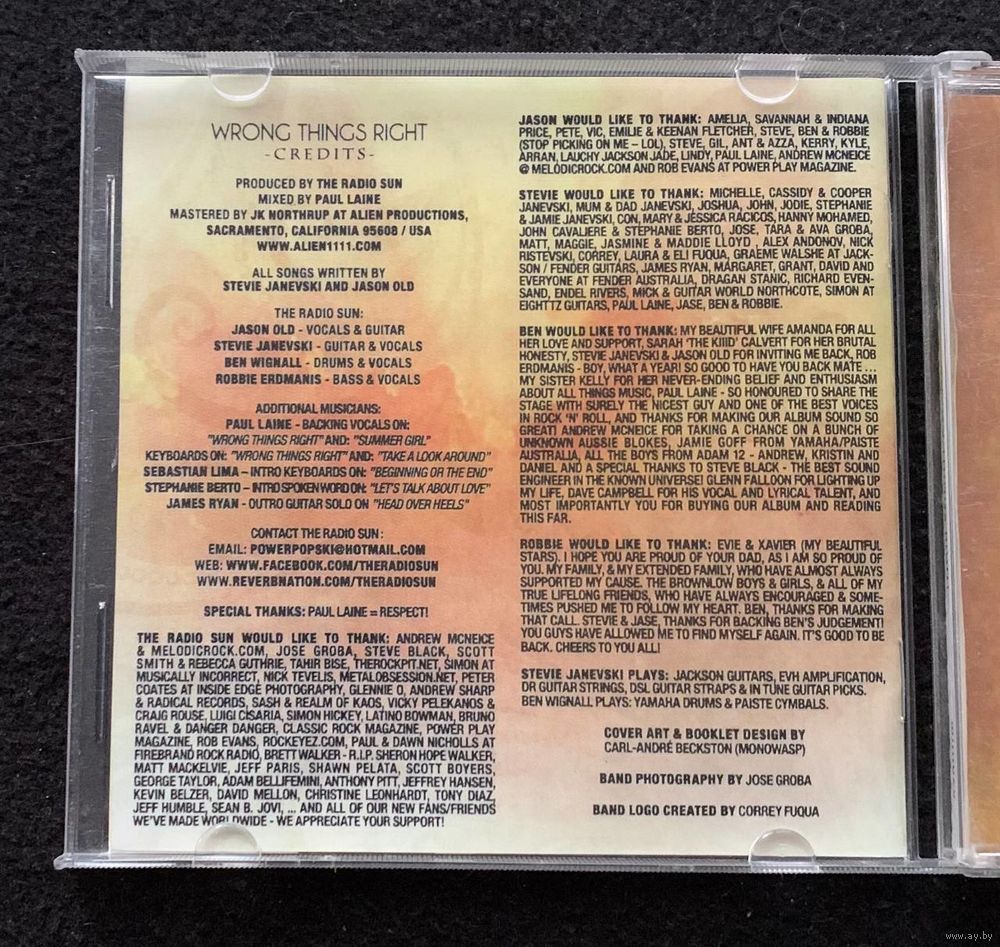 WRONG THINGS RIGHT
-CREDITS-
PRODUCED BY THE RADIO SUN
MIXED BY PAUL LAINE
MASTERED BY JK NORTHRUP AT ALIEN PRODUCTIONS,
SACRAMENTO, CALIFORNIA 95608 / USA
WWW.ALIEN1111.COM
ALL SONGS WRITTEN BY
STEVIE JANEVSKI AND JASON OLD
THE RADIO SUN:
JASON OLD - VOCALS & GUITAR
STEVIE JANEVSKI - GUITAR & VOCALS
BEN WIGNALL - DRUMS & VOCALS
ROBBIE ERDMANIS - BASS & VOCALS
ADDITIONAL MUSICIANS:
PAUL LAINE - BACKING VOCALS ON:
"WRONG THINGS RIGHT" AND: "SUMMER GIRL"
KEYBOARDS ON: "WRONG THINGS RIGHT" AND: "TAKE A LOOK AROUND"
SEBASTIAN LIMA – INTRO KEYBOARDS ON: "BEGINNING OR THE END"
STEPHANIE BERTO – INTRO SPOKEN WORD ON: "LET'S TALK ABOUT LOVE"
JAMES RYAN - OUTRO GUITAR SOLO ON "HEAD OVER HEELS"
CONTACT THE RADIO SUN:
EMAIL: POWERPOPSKI@HOTMAIL.COM
WEB: WWW.FACEBOOK.COM/THERADIOSUN
WWW.REVERBNATION.COM/THERADIOSUN
SPECIAL THANKS: PAUL LAINE = RESPECT!
THE RADIO SUN WOULD LIKE TO THANK: ANDREW MCNEICE
& MELODICROCK.COM, JOSE GROBA, STEVE BLACK, SCOTT
SMITH & REBECCA GUTHRIE, TAHIR BISE, THEROCKPIT.NET, SIMON AT
MUSICALLY INCORRECT, NICK TEVELIS, METALOBSESSION.NET, PETER
COATES AT INSIDE EDGE PHOTOGRAPHY, GLENNIE O, ANDREW SHARP
& RADICAL RECORDS, SASH & REALM OF KAOS, VICKY PELEKANOS &
CRAIG ROUSE, LUIGI CISARIA, SIMON HICKEY, LATINO BOWMAN, BRUNO
RAVEL & DANGER DANGER, CLASSIC ROCK MAGAZINE, POWER PLAY
MAGAZINE, ROB EVANS, ROCKEYEZ.COM, PAUL & DAWN NICHOLLS AT
FIREBRAND ROCK RADIO, BRETT WALKER - R.I.P. SHERON HOPE WALKER,
MATT MACKELVIE, JEFF PARIS, SHAWN PELATA, SCOTT BOYERS,
GEORGE TAYLOR, ADAM BELLIFEMINI, ANTHONY PITT, JEFFREY HANSEN,
KEVIN BELZER, DAVID MELLON, CHRISTINE LEONHARDT, TONY DIAZ,
JEFF HUMBLE, SEAN B. JOVI, ... AND ALL OF OUR NEW FANS/FRIENDS
WE'VE MADE WORLDWIDE - WE APPRECIATE YOUR SUPPORT!
JASON WOULD LIKE TO THANK: AMELIA, SAVANNAH & INDIANA
PRICE, PETE, VIC, EMILIE & KEENAN FLETCHER, STEVE, BEN & ROBBIE
(STOP PICKING ON ME – LOL), STEVE, GIL, ANT & AZZA, KERRY, KYLE,
ARRAN, LAUCHY JACKSON JADE, LINDY, PAUL LAINE, ANDREW MCNEICE
@ MELODICROCK.COM AND ROB EVANS AT POWER PLAY MAGAZINE.
STEVIE WOULD LIKE TO THANK: MICHELLE, CASSIDY & COOPER
JANEVSKI, MUM & DAD JANEVSKI, JOSHUA, JOHN, JODIE, STEPHANIE
& JAMIE JANEVSKI, CON, MARY & JESSICA RACICOS, HANNY MOHAMED,
JOHN CAVALIERE & STEPHANIE BERTO, JOSE, TARA & AVA GROBA,
MATT, MAGGIE, JASMINE & MADDIE LLOYD , ALEX ANDONOV, NICK
RISTEVSKI, CORREY, LAURA & ELI FUQUA, GRAEME WALSHE AT JACK-
SON / FENDER GUITARS, JAMES RYAN, MARGARET, GRANT, DAVID AND
EVERYONE AT FENDER AUSTRALIA, DRAGAN STANIC, RICHARD EVEN-
SAND, ENDEL RIVERS, MICK & GUITAR WORLD NORTHCOTE, SIMON AT
EIGHTTZ GUITARS, PAUL LAINE, JASE, BEN & ROBBIE.
BEN WOULD LIKE TO THANK: MY BEAUTIFUL WIFE AMANDA FOR ALL
HER LOVE AND SUPPORT, SARAH 'THE KIIID' CALVERT FOR HER BRUTAL
HONESTY, STEVIE JANEVSKI & JASON OLD FOR INVITING ME BACK, ROB
ERDMANIS - BOY, WHAT A YEAR! SO GOOD TO HAVE YOU BACK MATE ...
MY SISTER KELLY FOR HER NEVER-ENDING BELIEF AND ENTHUSIASM
ABOUT ALL THINGS MUSIC, PAUL LAINE - SO HONOURED TO SHARE THE
STAGE WITH SURELY THE NICEST GUY AND ONE OF THE BEST VOICES
IN ROCK 'N' ROLL, AND THANKS FOR MAKING OUR ALBUM SOUND SO
GREAT! ANDREW MCNEICE FOR TAKING A CHANCE ON A BUNCH OF
UNKNOWN AUSSIE BLOKES, JAMIE GOFF FROM YAMAHA/PAISTE
AUSTRALIA, ALL THE BOYS FROM ADAM 12 - ANDREW, KRISTIN AND
DANIEL AND A SPECIAL THANKS TO STEVE BLACK - THE BEST SOUND
ENGINEER IN THE KNOWN UNIVERSE! GLENN FALLOON FOR LIGHTING UP
MY LIFE, DAVE CAMPBELL FOR HIS VOCAL AND LYRICAL TALENT, AND
MOST IMPORTANTLY YOU FOR BUYING OUR ALBUM AND READING
THIS FAR.
ROBBIE WOULD LIKE TO THANK: EVIE & XAVIER (MY BEAUTIFUL
STARS). I HOPE YOU ARE PROUD OF YOUR DAD, AS I AM SO PROUD OF
YOU. MY FAMILY, & MY EXTENDED FAMILY, WHO HAVE ALMOST ALWAYS
SUPPORTED MY CAUSE. THE BROWNLOW BOYS & GIRLS, & ALL OF MY
TRUE LIFELONG FRIENDS, WHO HAVE ALWAYS ENCOURAGED & SOME-
TIMES PUSHED ME TO FOLLOW MY HEART. BEN, THANKS FOR MAKING
THAT CALL. STEVIE & JASE, THANKS FOR BACKING BEN'S JUDGEMENT!
YOU GUYS HAVE ALLOWED ME TO FIND MYSELF AGAIN. IT'S GOOD TO BE
BACK. CHEERS TO YOU ALL!
STEVIE JANEVSKI PLAYS: JACKSON GUITARS, EVH AMPLIFICATION,
DR GUITAR STRINGS, DSL GUITAR STRAPS & IN TUNE GUITAR PICKS.
BEN WIGNALL PLAYS: YAMAHA DRUMS & PAISTE CYMBALS.
COVER ART & BOOKLET DESIGN BY
CARL-ANDRÉ BECKSTON (MONOWASP)
BAND PHOTOGRAPHY BY JOSE GROBA
BAND LOGO CREATED BY CORREY FUQUA
www.ay.by